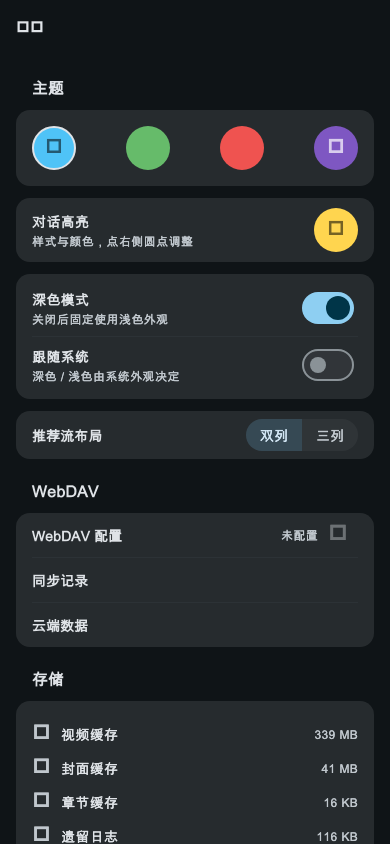 主题
对话高亮
样式与颜色，点右侧圆点调整
深色模式
关闭后固定使用浅色外观
跟随系统
深色 / 浅色由系统外观决定
推荐流布局
双列
三列
WebDAV
WebDAV 配置
未配置
同步记录
云端数据
存储
视频缓存
339 MB
封面缓存
41 MB
章节缓存
16 KB
遗留日志
116 KB